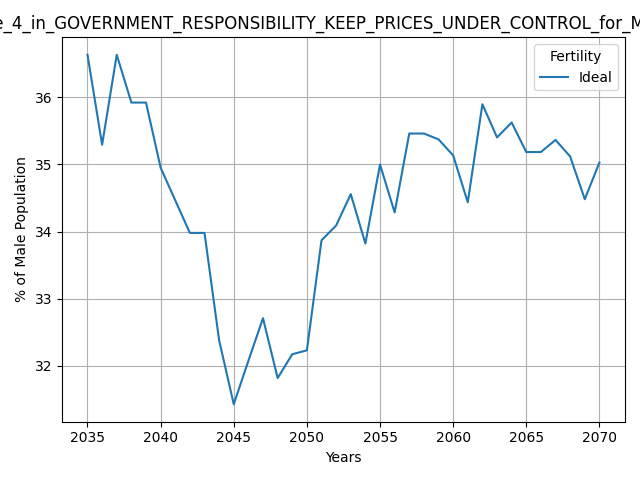 e_4_in_GOVERNMENT_RESPONSIBILITY_KEEP_PRICES_UNDER_CONTROL_for_M
Fertility
Ideal
% of Male Population
36
35
34
33
32
2035 2040 2045 2050 2055 2060 2065 2070
Years